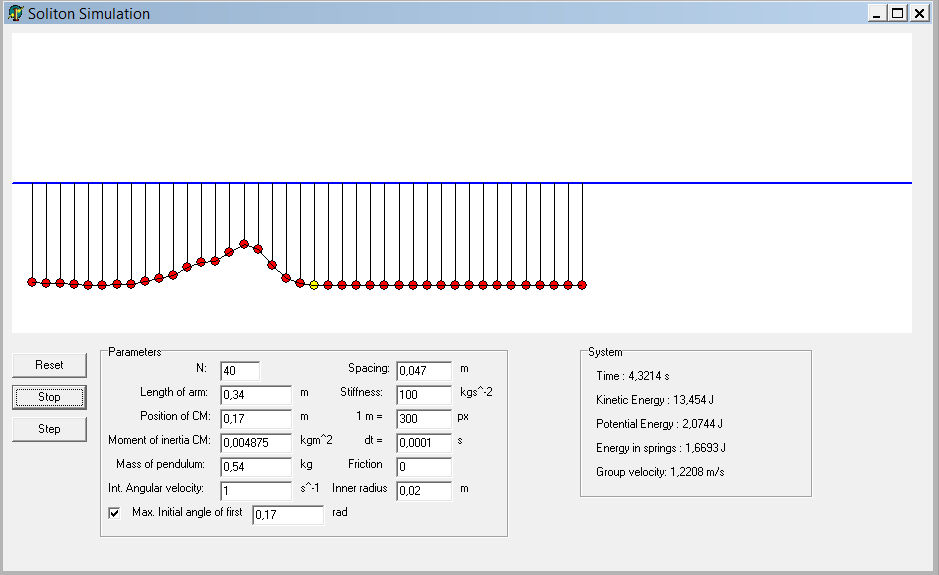 Soliton Simulation
Reset
Stop
Step
Parameters
N: 40
Spacing: 0,047 m
Length of arm: 0,34 m
Stiffness: 100 kgs^-2
Position of CM: 0,17 m
1 m = 300 px
Moment of inertia CM: 0,004875 kgm^2
dt = 0,0001 s
Mass of pendulum: 0,54 kg
Friction 0
Int. Angular velocity: 1 s^-1
Inner radius 0,02 m
Max. Initial angle of first 0,17 rad
System
Time : 4,3214 s
Kinetic Energy : 13,454 J
Potential Energy : 2,0744 J
Energy in springs : 1,6693 J
Group velocity: 1,2208 m/s